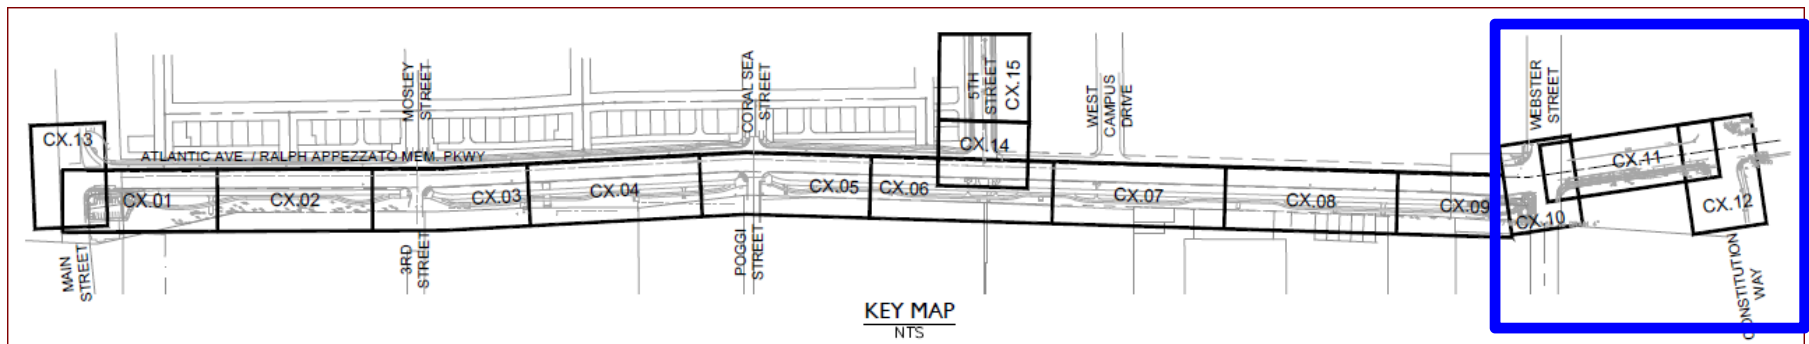 MOSLEY
STREET
CORAL SEA
STREET
5TH
STREET
CX.15
WEST
CAMPUS
DRIVE
WEBSTER
STREET
CX.13
CX.14
ATLANTIC AVE. / RALPH APPEZZATO MEM. PKWY
CX.01
CX.02
CX.03
CX.04
CX.05
CX.06
CX.07
CX.08
CX.09
CX.10
CX.11
CX.12
MAIN
STREET
3RD
STREET
POGGI
STREET
CONSTITUTION
WAY
KEY MAP
NTS